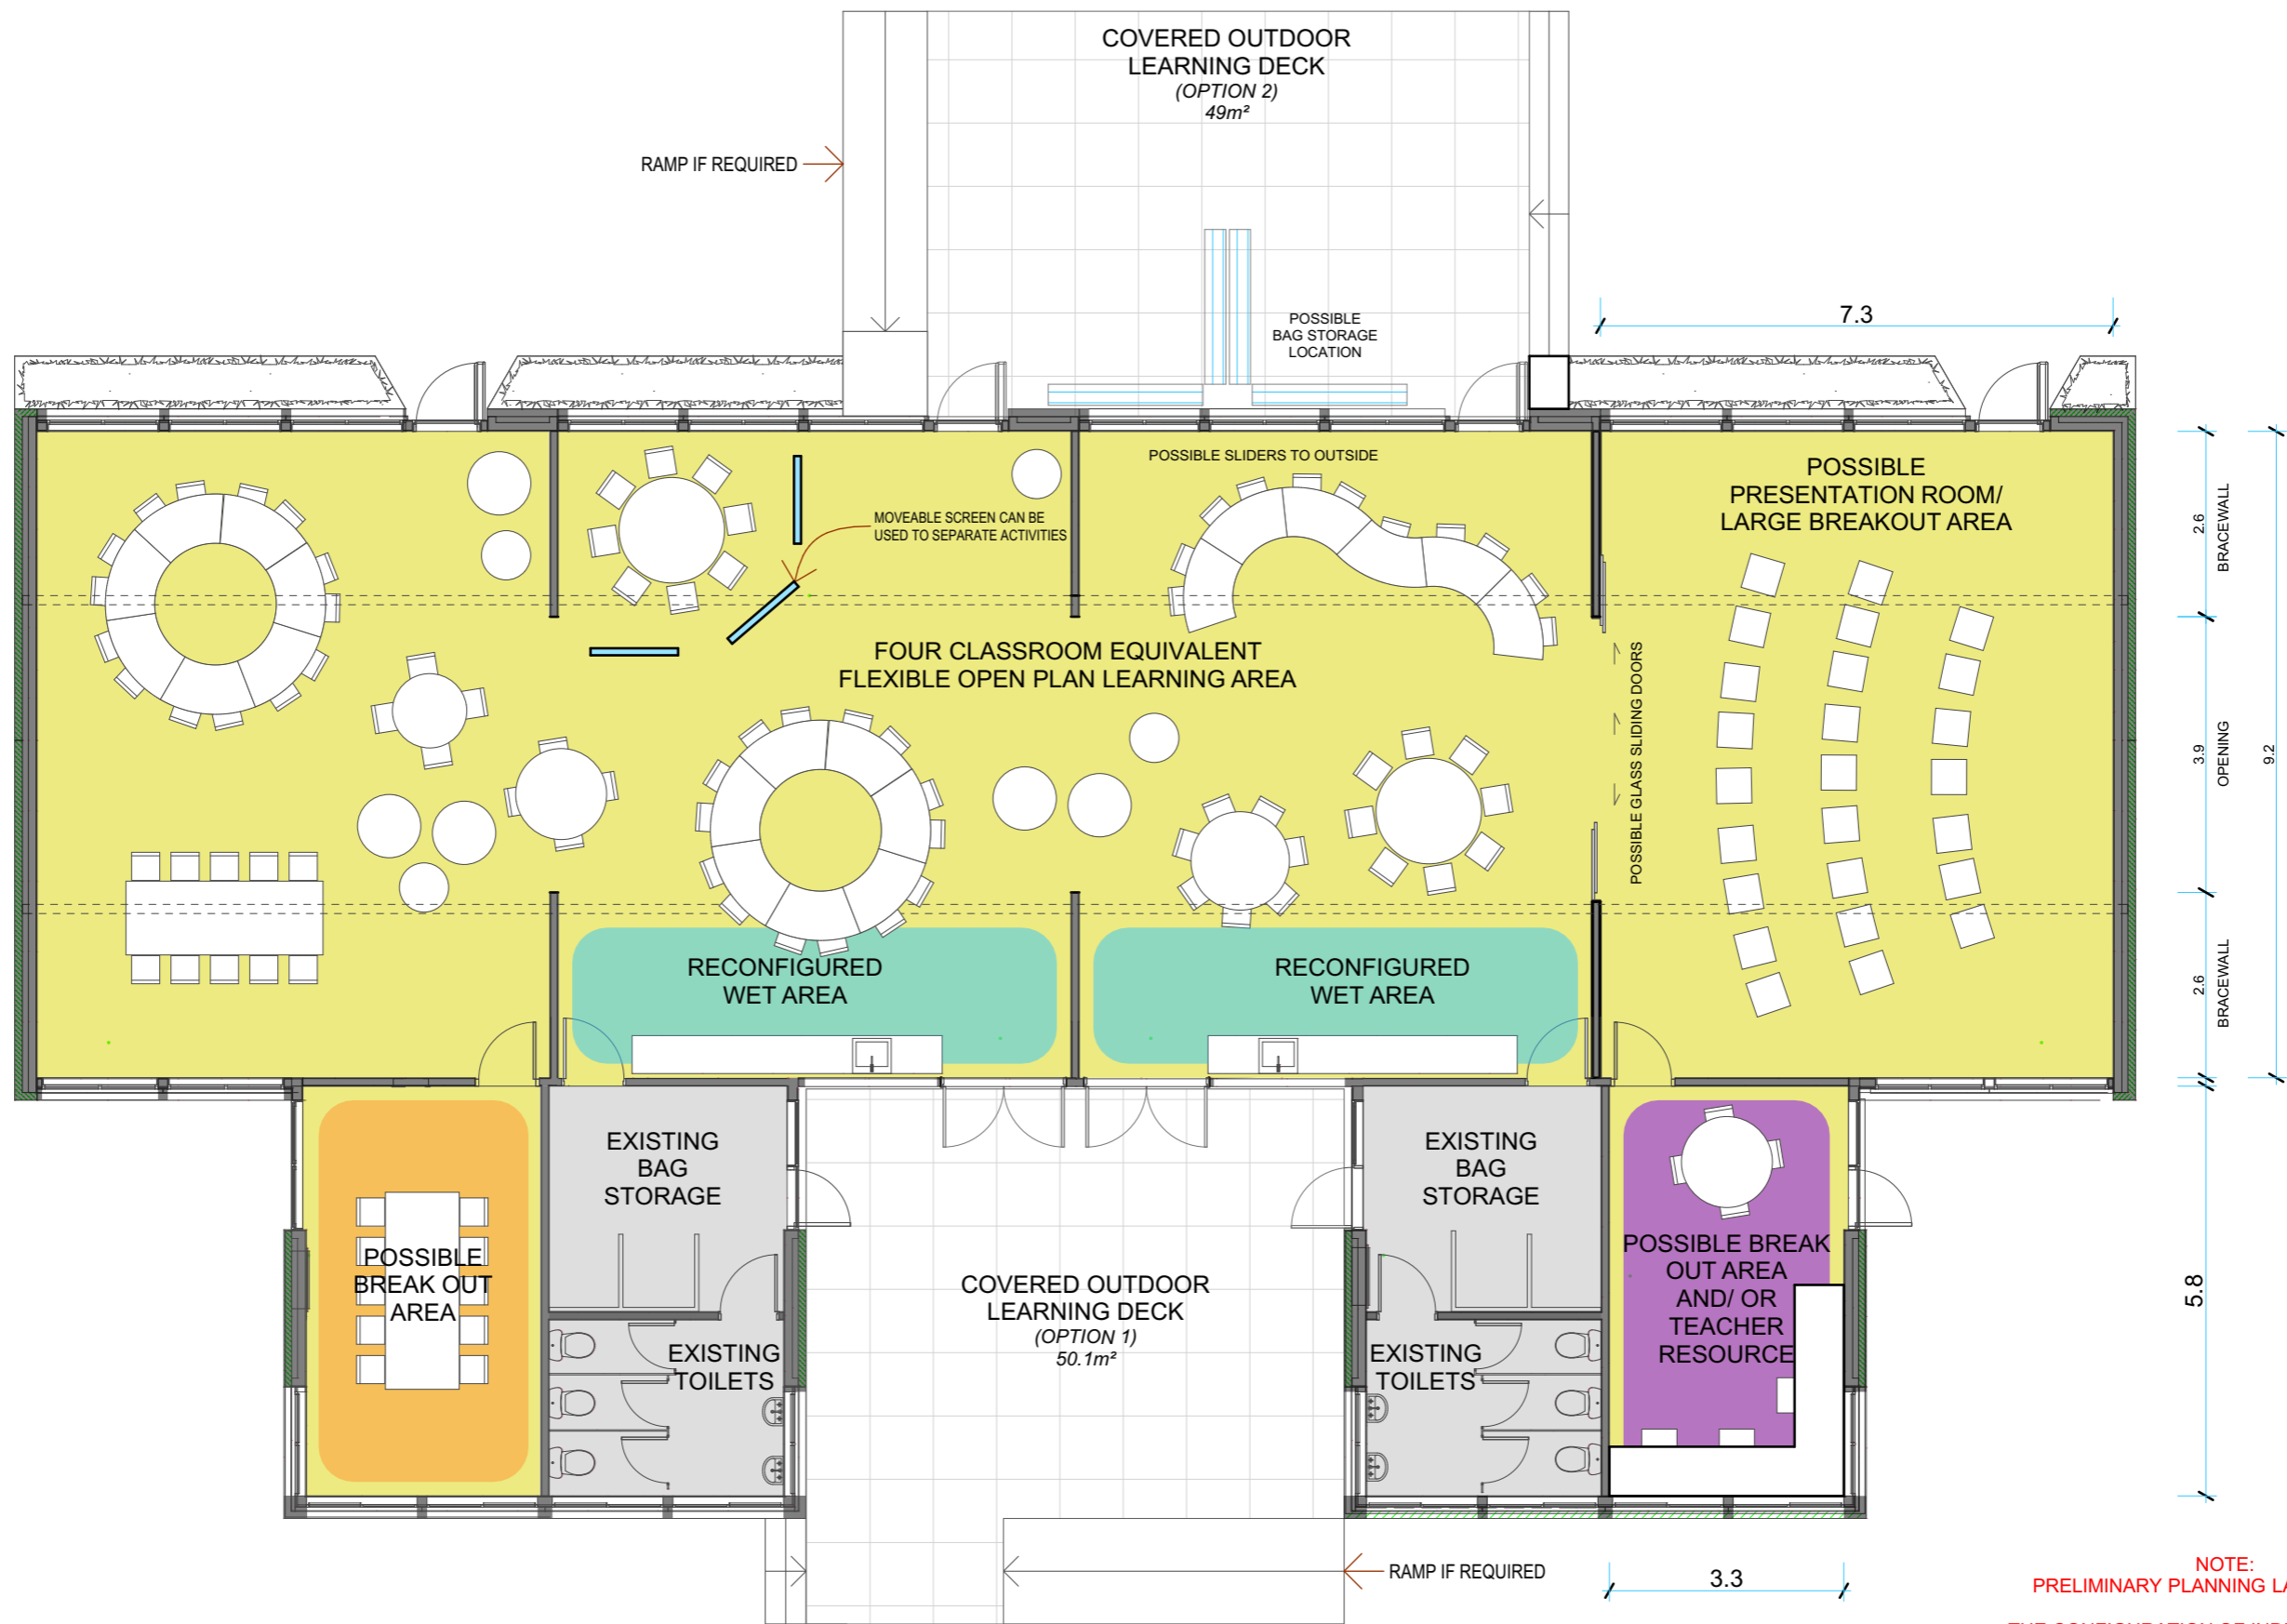 COVERED OUTDOOR
LEARNING DECK
(OPTION 2)
49m²
RAMP IF REQUIRED
POSSIBLE
BAG STORAGE
LOCATION
7.3
POSSIBLE SLIDERS TO OUTSIDE
POSSIBLE
PRESENTATION ROOM/
LARGE BREAKOUT AREA
MOVEABLE SCREEN CAN BE
USED TO SEPARATE ACTIVITIES
2.6
BRACEWALL
FOUR CLASSROOM EQUIVALENT
FLEXIBLE OPEN PLAN LEARNING AREA
POSSIBLE GLASS SLIDING DOORS
3.9
OPENING
9.2
RECONFIGURED
WET AREA
RECONFIGURED
WET AREA
2.6
BRACEWALL
EXISTING
BAG
STORAGE
EXISTING
BAG
STORAGE
POSSIBLE
BREAK OUT
AREA
COVERED OUTDOOR
LEARNING DECK
(OPTION 1)
50.1m²
POSSIBLE BREAK
OUT AREA
AND/ OR
TEACHER
RESOURCE
5.8
EXISTING
TOILETS
EXISTING
TOILETS
RAMP IF REQUIRED
3.3
NOTE:
PRELIMINARY PLANNING